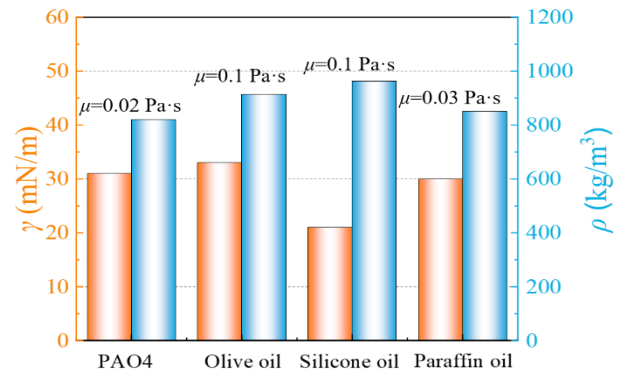 60
50
40
30
20
10
0
γ (mN/m)
1200
1000
800
600
400
200
0
ρ (kg/m³)
μ=0.02 Pa·s
μ=0.1 Pa·s
μ=0.1 Pa·s
μ=0.03 Pa·s
PAO4
Olive oil
Silicone oil
Paraffin oil